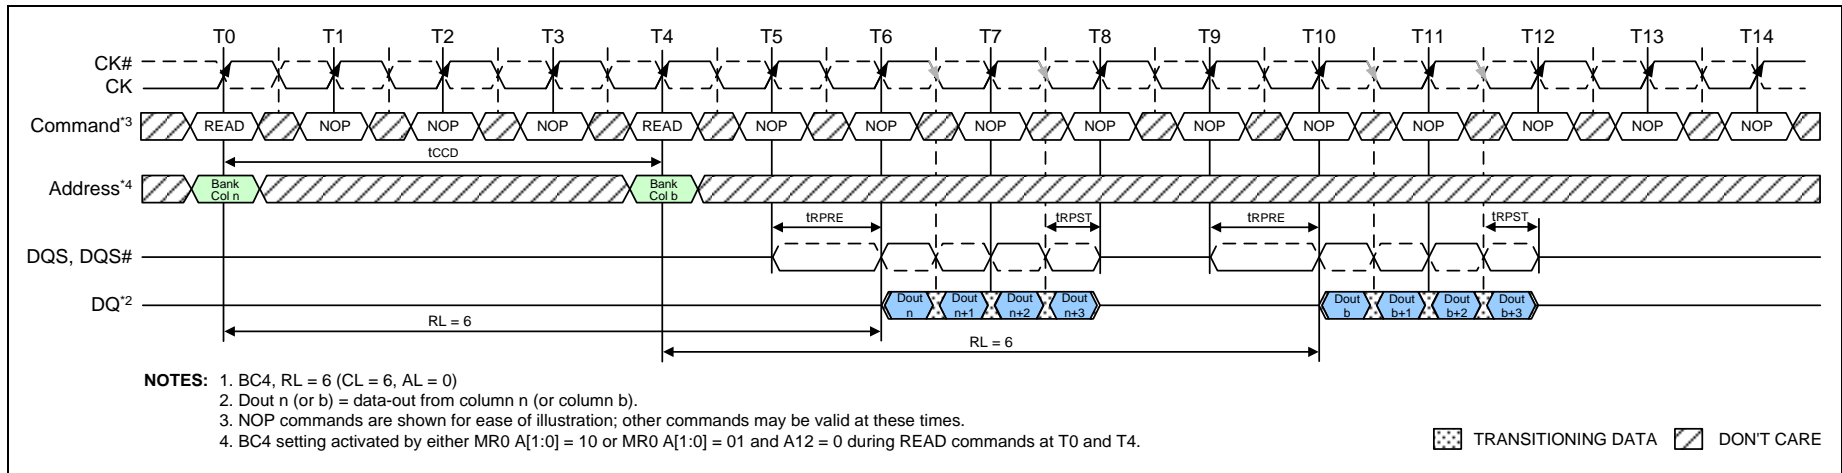 T0 T1 T2 T3 T4 T5 T6 T7 T8 T9 T10 T11 T12 T13 T14
CK#
CK
Command*3 READ NOP NOP NOP READ NOP NOP NOP NOP NOP NOP NOP NOP NOP NOP
tCCD
Address*4 Bank Col n Bank Col b
tRPRE tRPST tRPRE tRPST
DQS, DQS#
DQ*2 Dout n Dout n+1 Dout n+2 Dout n+3 Dout b Dout b+1 Dout b+2 Dout b+3
RL = 6
RL = 6
NOTES: 1. BC4, RL = 6 (CL = 6, AL = 0)
2. Dout n (or b) = data-out from column n (or column b).
3. NOP commands are shown for ease of illustration; other commands may be valid at these times.
4. BC4 setting activated by either MR0 A[1:0] = 10 or MR0 A[1:0] = 01 and A12 = 0 during READ commands at T0 and T4.
TRANSITIONING DATA DON'T CARE